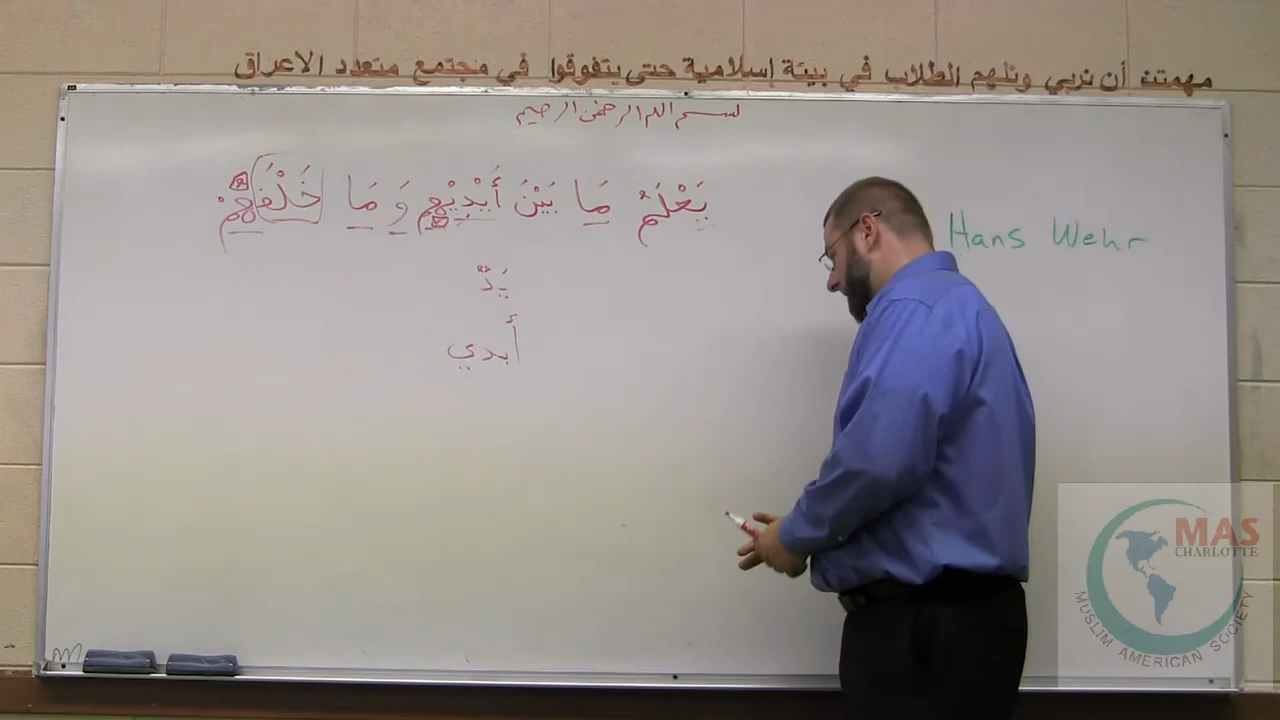 مهمتنا أن نربي ونلهم الطلاب في بيئة إسلامية حتى يتفوقوا في مجتمع متعدد الاعراق
بسم الله الرحمن الرحيم
يَعْلَمُ مَا بَيْنَ أَيْدِيْهِم وَ مَا خَلْفَهُمْ
Hans Wehr
يَدٌ
أَيدي
MAS
CHARLOTTE
MUSLIM AMERICAN SOCIETY